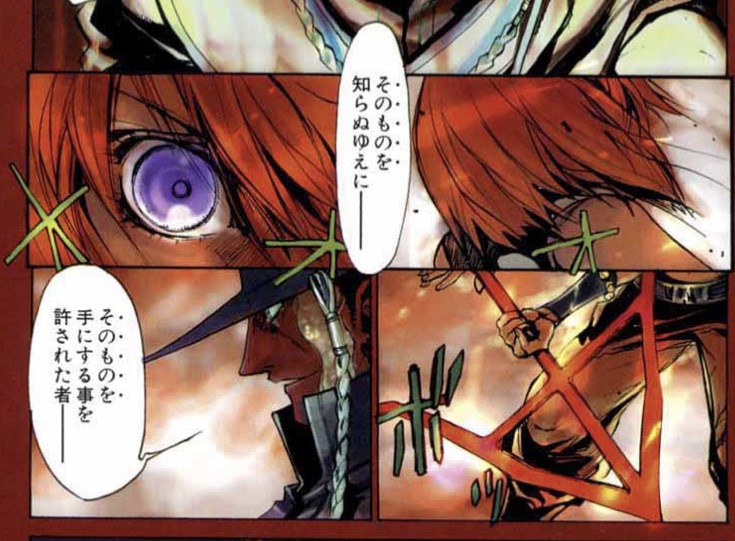 そのものを
知らぬゆえに──
そのものを
手にする事を
許された者──
ボッ